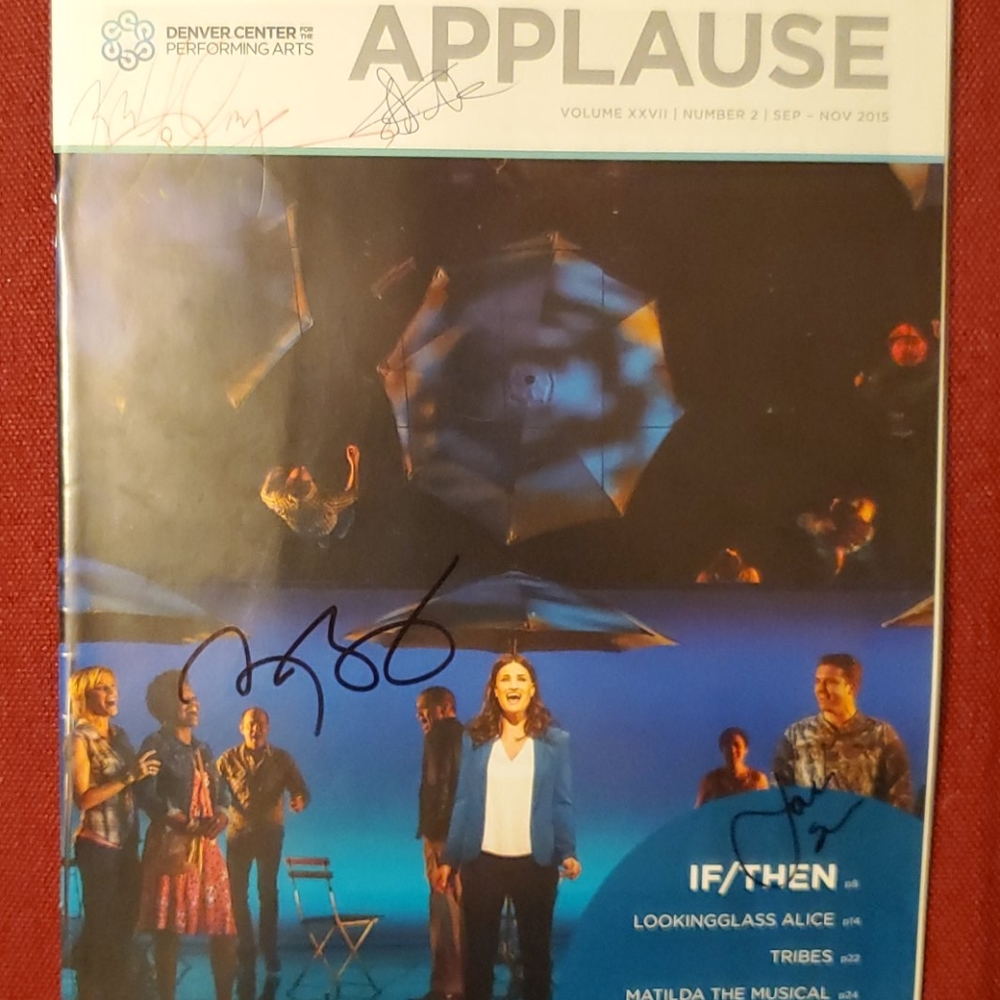 DENVER CENTER FOR THE
PERFORMING ARTS
APPLAUSE
VOLUME XXVII | NUMBER 2 | SEP - NOV 2015
IF/THEN p8
LOOKINGGLASS ALICE p14
TRIBES p22
MATILDA THE MUSICAL p24